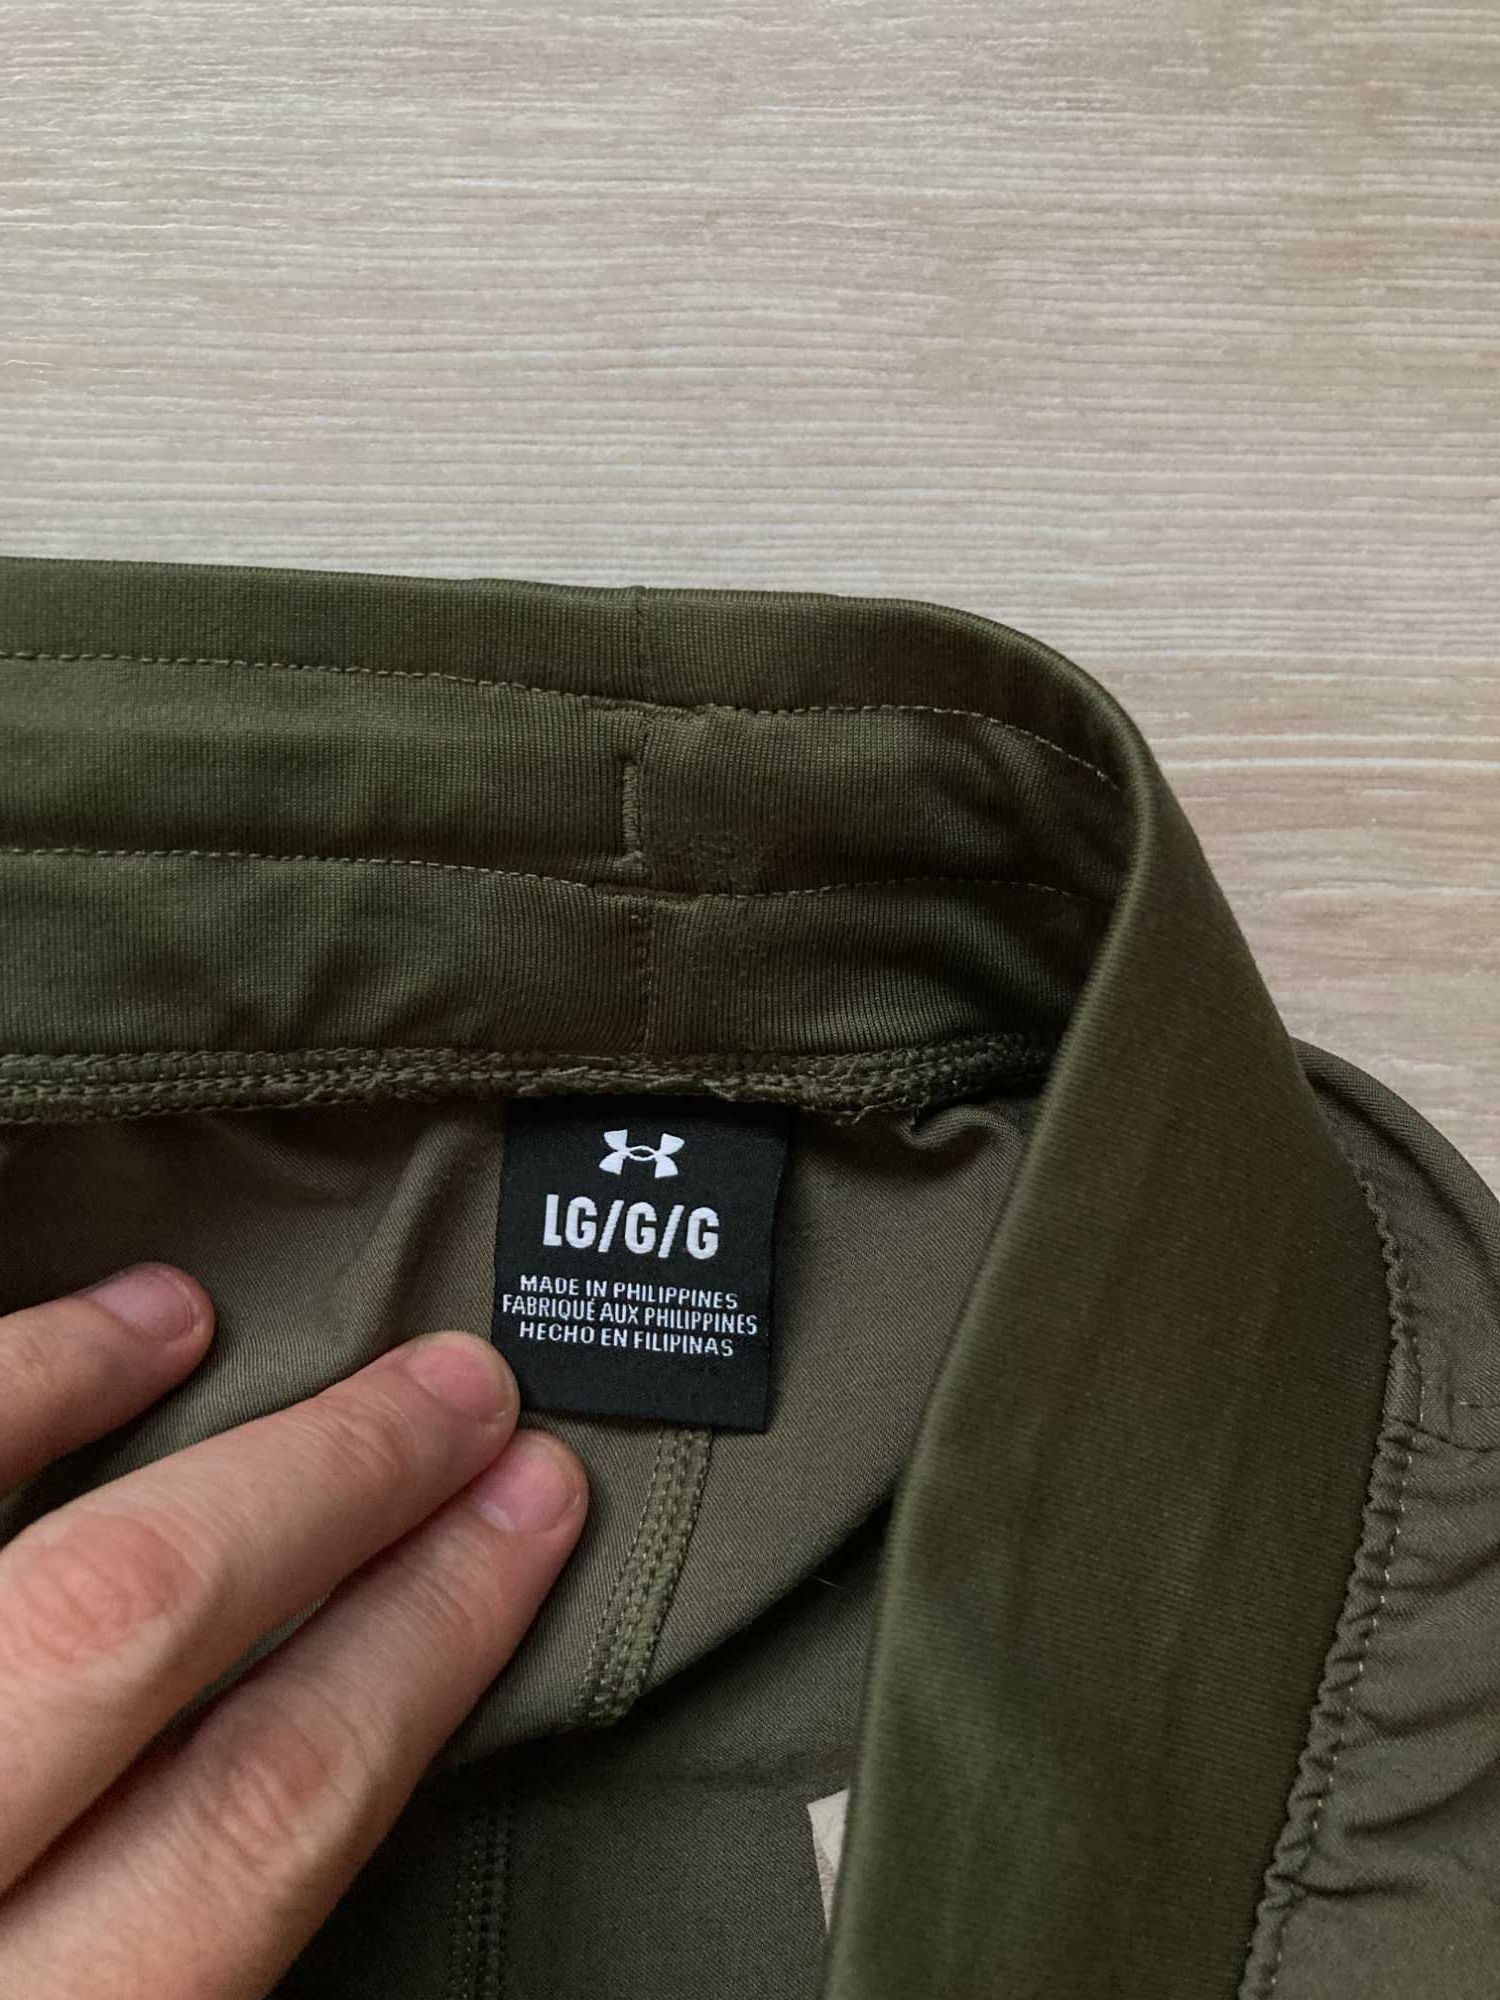 LG/G/G
MADE IN PHILIPPINES
FABRIQUÉ AUX PHILIPPINES
HECHO EN FILIPINAS